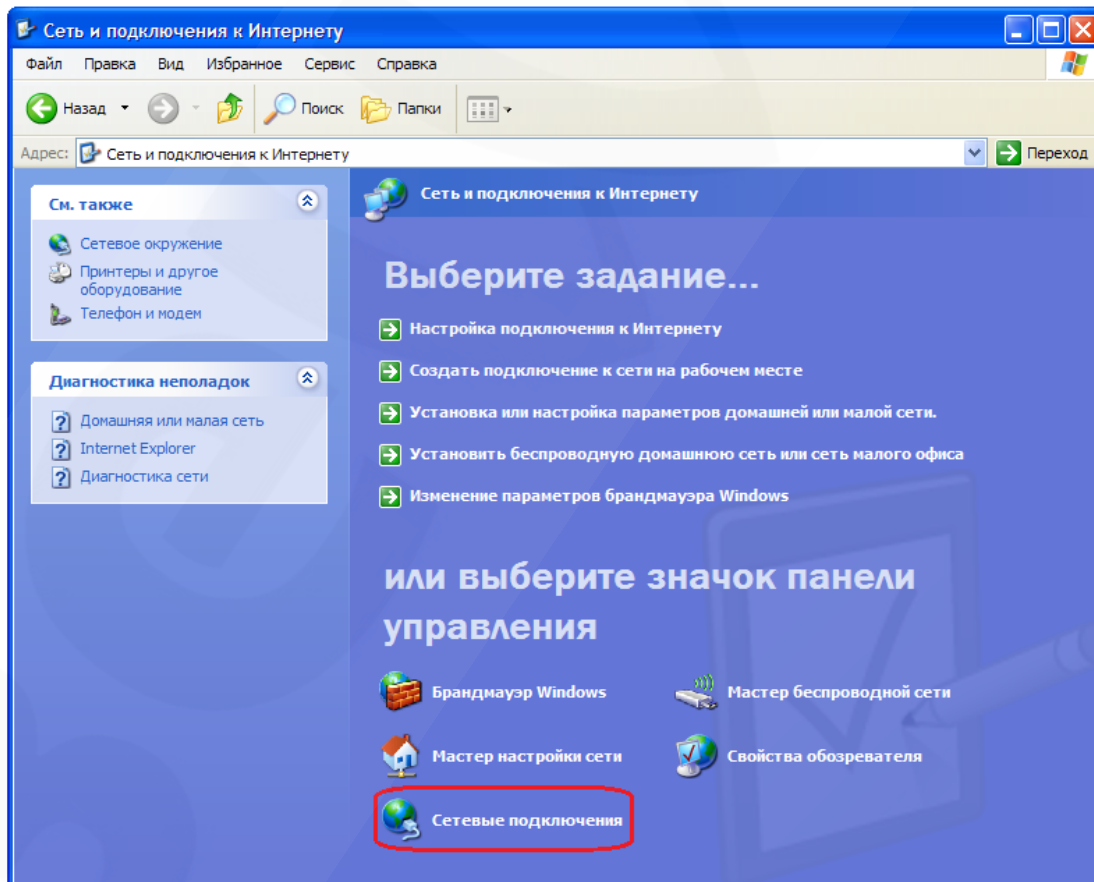 Сеть и подключения к Интернету
Файл Правка Вид Избранное Сервис Справка
Назад Поиск Папки
Адрес: Сеть и подключения к Интернету Переход
См. также
Сетевое окружение
Принтеры и другое
оборудование
Телефон и модем
Диагностика неполадок
Домашняя или малая сеть
Internet Explorer
Диагностика сети
Сеть и подключения к Интернету
Выберите задание...
Настройка подключения к Интернету
Создать подключение к сети на рабочем месте
Установка или настройка параметров домашней или малой сети.
Установить беспроводную домашнюю сеть или сеть малого офиса
Изменение параметров брандмауэра Windows
или выберите значок панели
управления
Брандмауэр Windows Мастер беспроводной сети
Мастер настройки сети Свойства обозревателя
Сетевые подключения